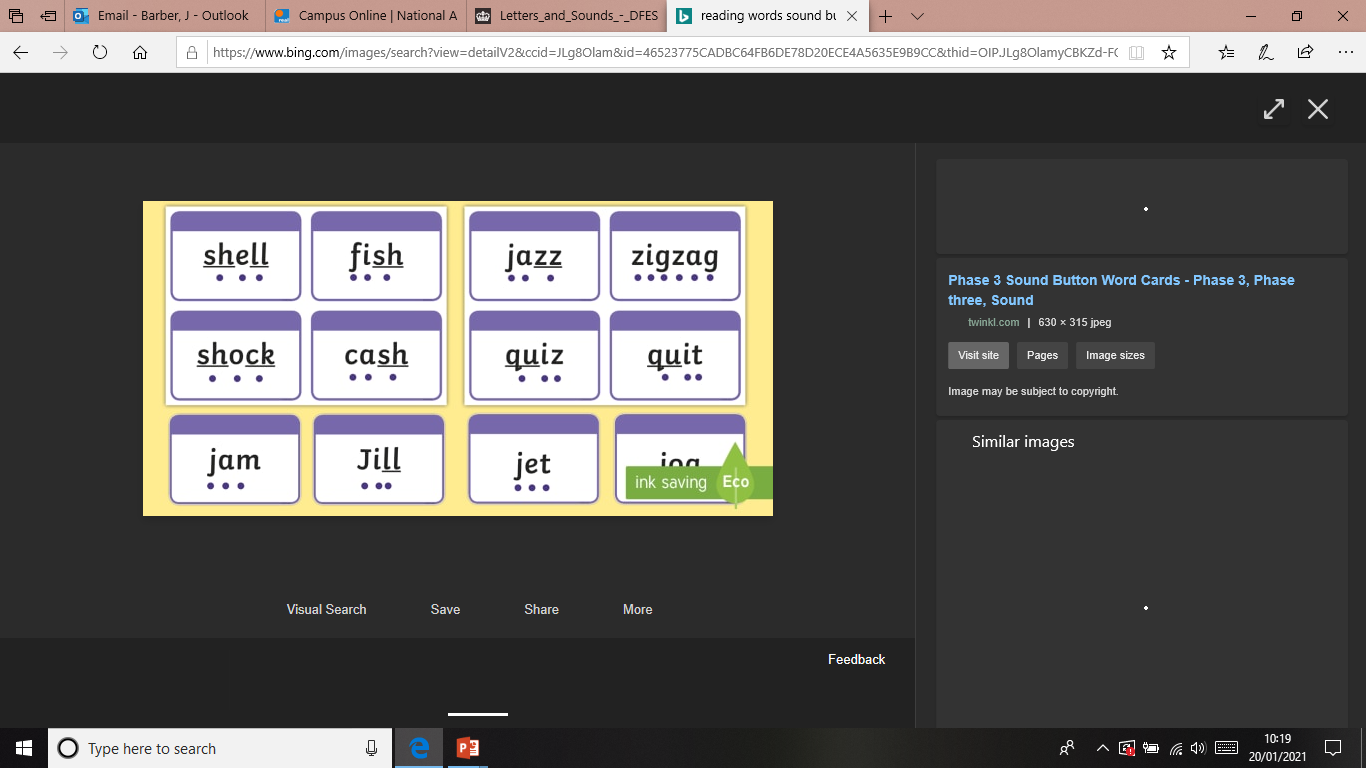 Email - Barber, J - Outlook
Campus Online | National A
Letters_and_Sounds_-_DFES
reading words sound bu
https://www.bing.com/images/search?view=detailV2&ccid=JLg8Olam&id=46523775CADBC64FB6DE78D20ECE4A5635E9B9CC&thid=OIP.JLg8OlamyCBKZd-FC
shell fish jazz zigzag
shock cash quiz quit
jam Jill jet jog
ink saving Eco
Phase 3 Sound Button Word Cards - Phase 3, Phase
three, Sound
twinkl.com | 630 × 315 jpeg
Visit site Pages Image sizes
Image may be subject to copyright.
Similar images
Visual Search Save Share More
Feedback
Type here to search
10:19
20/01/2021